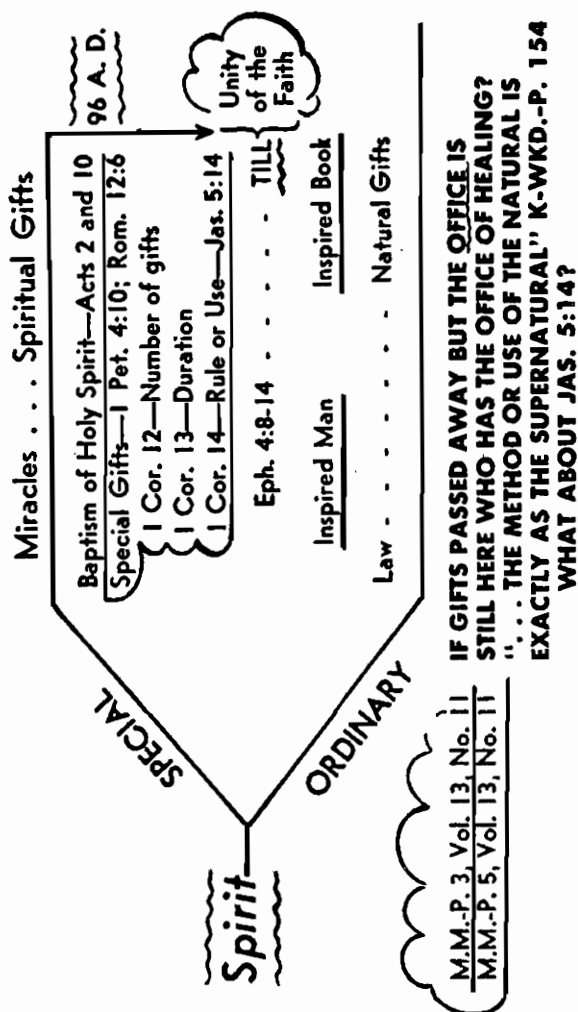 Spirit
SPECIAL
ORDINARY
Miracles . . . Spiritual Gifts
96 A. D.
Baptism of Holy Spirit—Acts 2 and 10
Special Gifts—1 Pet. 4:10; Rom. 12:6
1 Cor. 12—Number of gifts
1 Cor. 13—Duration
1 Cor. 14—Rule or Use—Jas. 5:14
Eph. 4:8-14 . . . . . - - - TILL
Unity
of the
Faith
Inspired Man Inspired Book
Law - - - - - - - - - Natural Gifts
M.M.-P. 3, Vol. 13, No. 11
M.M.-P. 5, Vol. 13, No. 11
IF GIFTS PASSED AWAY BUT THE OFFICE IS
STILL HERE WHO HAS THE OFFICE OF HEALING?
". . . THE METHOD OR USE OF THE NATURAL IS
EXACTLY AS THE SUPERNATURAL" K-WKD.-P. 154
WHAT ABOUT JAS. 5:14?